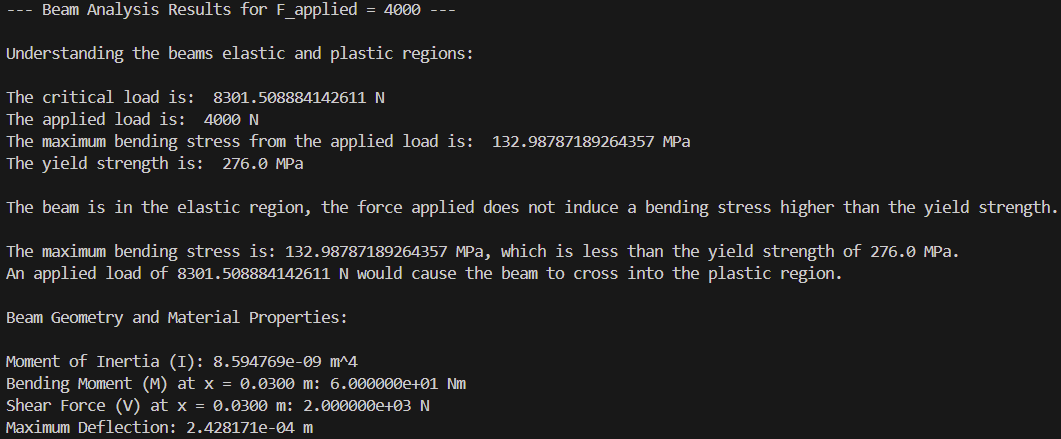 --- Beam Analysis Results for F_applied = 4000 ---
Understanding the beams elastic and plastic regions:
The critical load is:  8301.508884142611 N
The applied load is:  4000 N
The maximum bending stress from the applied load is:  132.98787189264357 MPa
The yield strength is:  276.0 MPa
The beam is in the elastic region, the force applied does not induce a bending stress higher than the yield strength.
The maximum bending stress is: 132.98787189264357 MPa, which is less than the yield strength of 276.0 MPa.
An applied load of 8301.508884142611 N would cause the beam to cross into the plastic region.
Beam Geometry and Material Properties:
Moment of Inertia (I): 8.594769e-09 m^4
Bending Moment (M) at x = 0.0300 m: 6.000000e+01 Nm
Shear Force (V) at x = 0.0300 m: 2.000000e+03 N
Maximum Deflection: 2.428171e-04 m